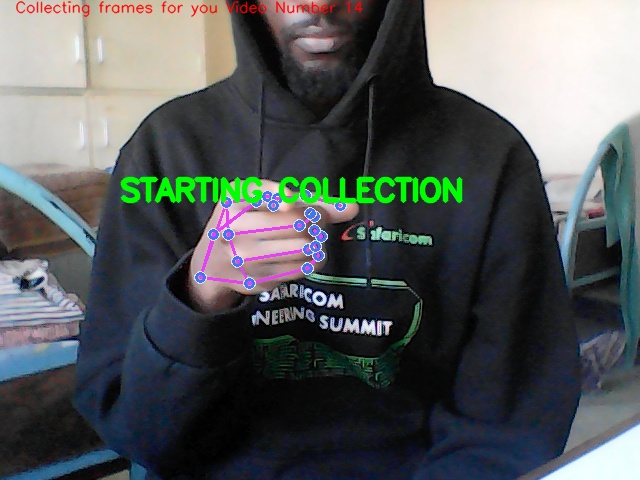 Collecting frames for you Video Number 14
STARTING COLLECTION
Safaricom
SAFARICOM
NEERING SUMMIT